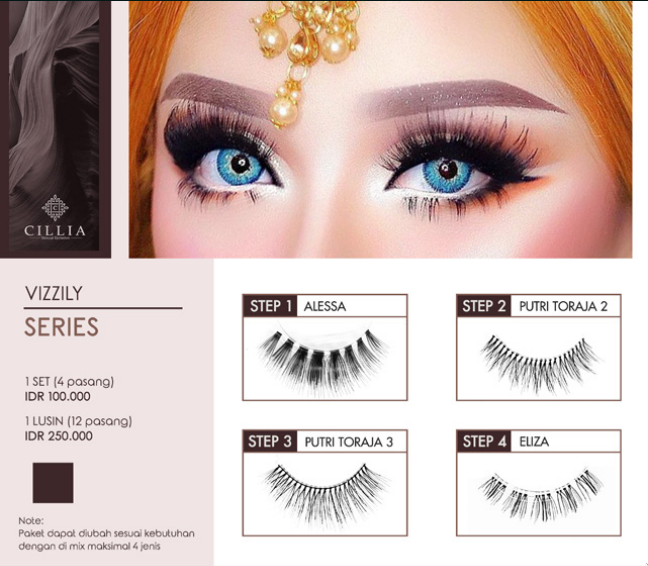 CILLIA
VIZZILY
SERIES
1 SET (4 pasang)
IDR 100.000
1 LUSIN (12 pasang)
IDR 250.000
Note:
Paket dapat diubah sesuai kebutuhan
dengan di mix maksimal 4 jenis
STEP 1 ALESSA
STEP 2 PUTRI TORAJA 2
STEP 3 PUTRI TORAJA 3
STEP 4 ELIZA